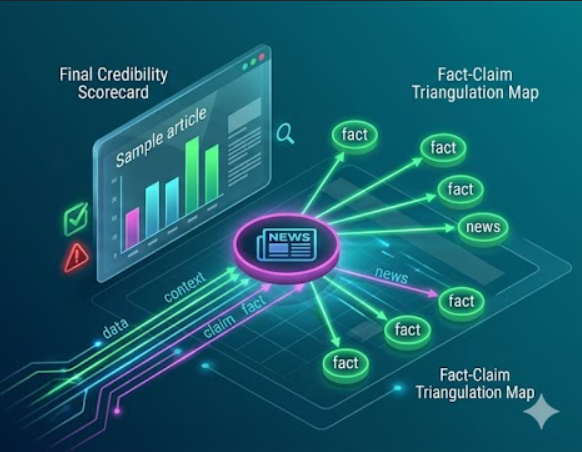 Final Credibility
Scorecard
Fact-Claim
Triangulation Map
Sample article
fact
fact
fact
news
NEWS
news
fact
fact
fact
context
data
claim fact
Fact-Claim
Triangulation Map